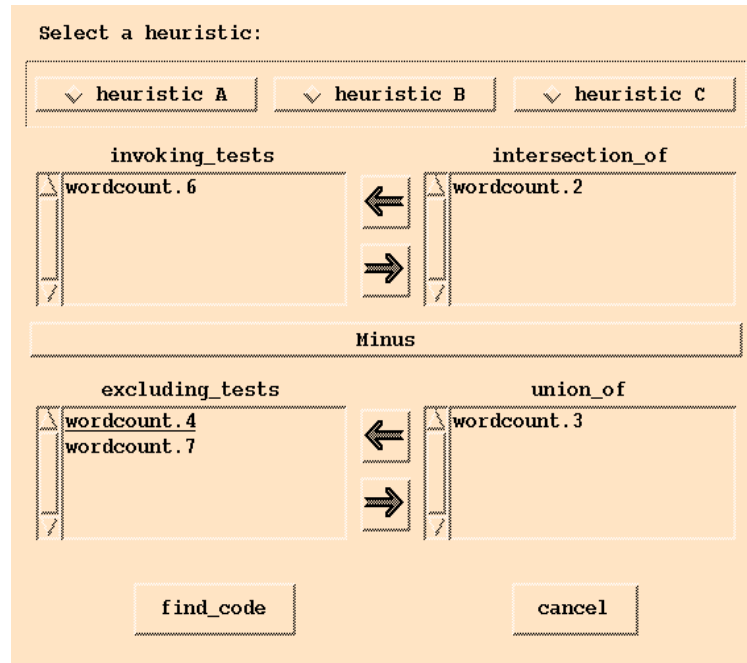 Select a heuristic:
heuristic A heuristic B heuristic C
invoking_tests intersection_of
wordcount.6 wordcount.2
Minus
excluding_tests union_of
wordcount.4 wordcount.3
wordcount.7
find_code cancel